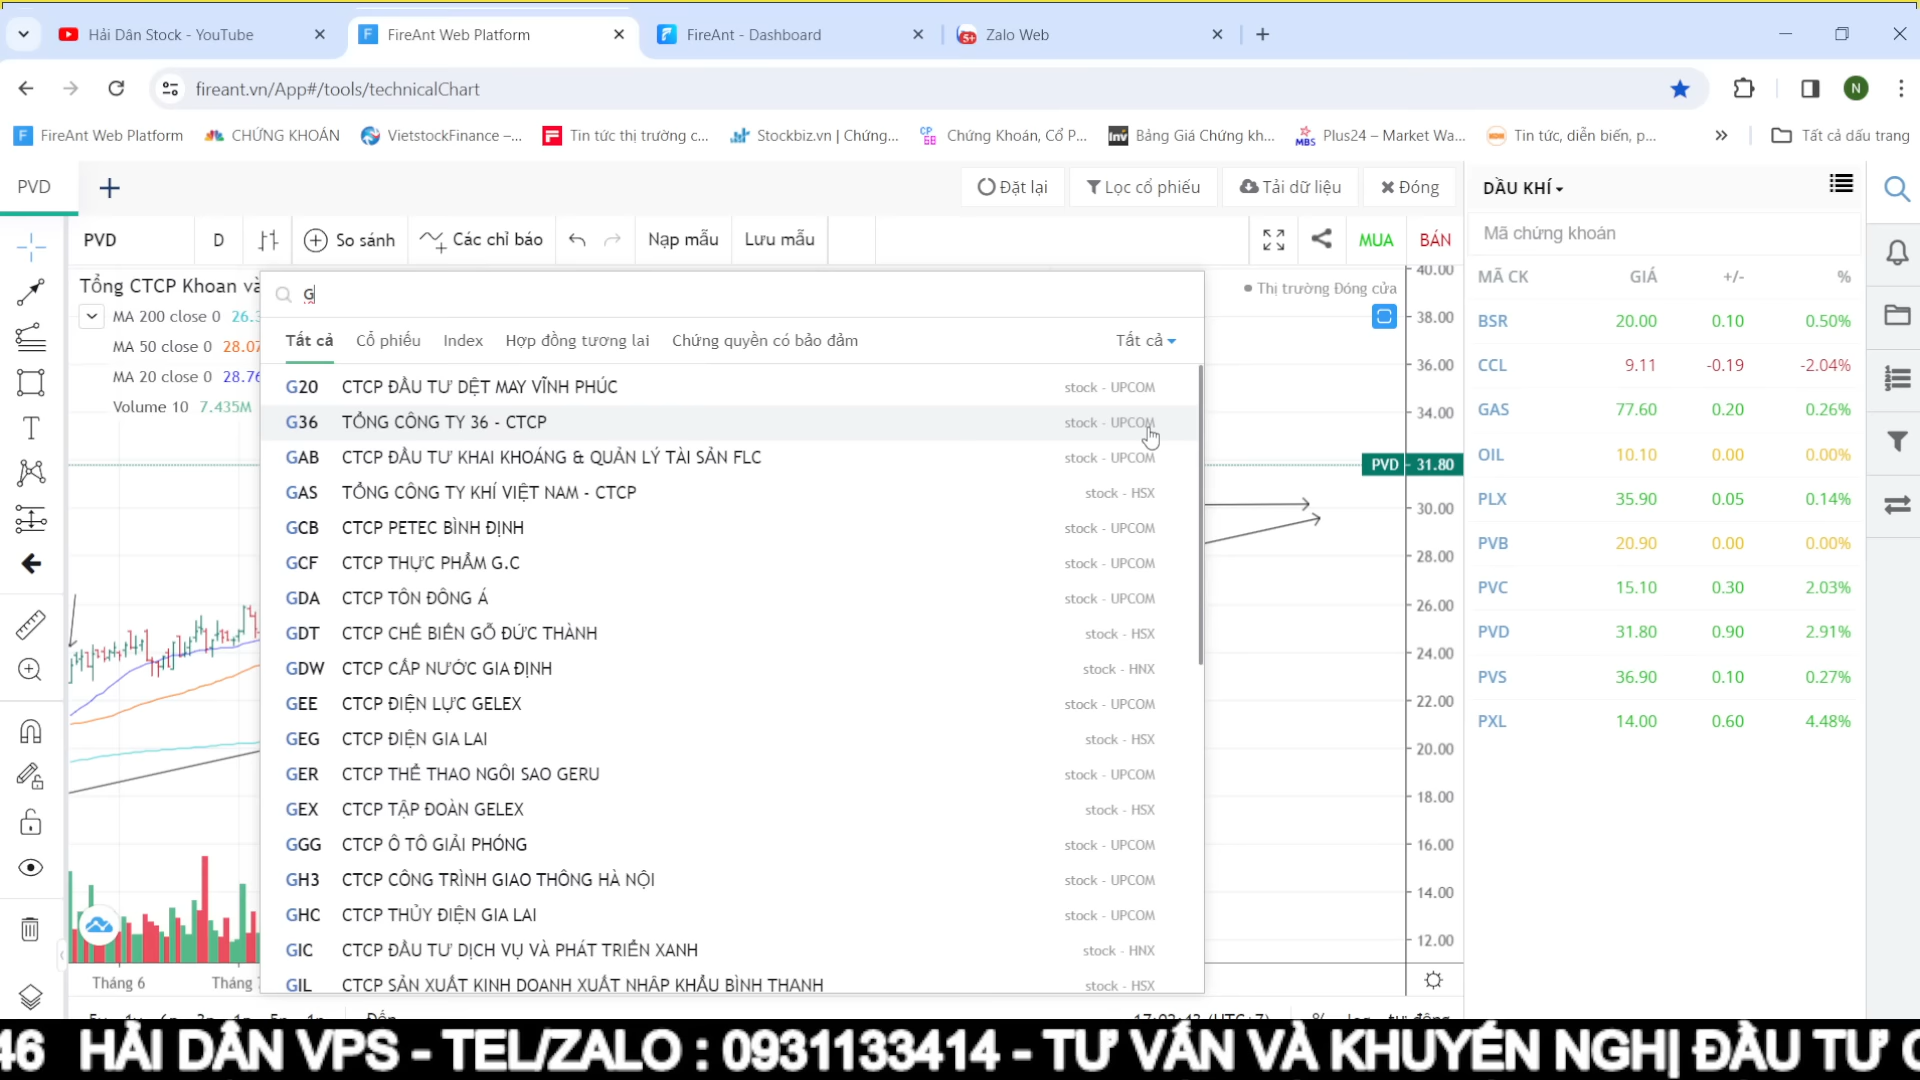 Hải Dân Stock - YouTube
FireAnt Web Platform
FireAnt - Dashboard
5+
Zalo Web
fireant.vn/App#/tools/technicalChart
N
FireAnt Web Platform
CHỨNG KHOÁN
VietstockFinance –...
Tin tức thị trường c...
Stockbiz.vn | Chứng...
CP 68
Chứng Khoán, Cổ P...
Inv
Bảng Giá Chứng kh...
MBS
Plus24 – Market Wa...
Tin tức, diễn biến, p...
Tất cả dấu trang
PVD
Đặt lại
Lọc cổ phiếu
Tải dữ liệu
Đóng
DẦU KHÍ
PVD
D
So sánh
Các chỉ báo
Nạp mẫu
Lưu mẫu
MUA
BÁN
Mã chứng khoán
Tổng CTCP Khoan và
MA 200 close 0 26.3
MA 50 close 0 28.07
MA 20 close 0 28.76
Volume 10 7.435M
G
Thị trường Đóng cửa
Tất cả
Cổ phiếu
Index
Hợp đồng tương lai
Chứng quyền có bảo đảm
Tất cả
G20 CTCP ĐẦU TƯ DỆT MAY VĨNH PHÚC stock - UPCOM
G36 TỔNG CÔNG TY 36 - CTCP stock - UPCOM
GAB CTCP ĐẦU TƯ KHAI KHOÁNG & QUẢN LÝ TÀI SẢN FLC stock - UPCOM
GAS TỔNG CÔNG TY KHÍ VIỆT NAM - CTCP stock - HSX
GCB CTCP PETEC BÌNH ĐỊNH stock - UPCOM
GCF CTCP THỰC PHẨM G.C stock - UPCOM
GDA CTCP TÔN ĐÔNG Á stock - UPCOM
GDT CTCP CHẾ BIẾN GỖ ĐỨC THÀNH stock - HSX
GDW CTCP CẤP NƯỚC GIA ĐỊNH stock - HNX
GEE CTCP ĐIỆN LỰC GELEX stock - UPCOM
GEG CTCP ĐIỆN GIA LAI stock - HSX
GER CTCP THỂ THAO NGÔI SAO GERU stock - UPCOM
GEX CTCP TẬP ĐOÀN GELEX stock - HSX
GGG CTCP Ô TÔ GIẢI PHÓNG stock - UPCOM
GH3 CTCP CÔNG TRÌNH GIAO THÔNG HÀ NỘI stock - UPCOM
GHC CTCP THỦY ĐIỆN GIA LAI stock - UPCOM
GIC CTCP ĐẦU TƯ DỊCH VỤ VÀ PHÁT TRIỂN XANH stock - HNX
GIL CTCP SẢN XUẤT KINH DOANH XUẤT NHẬP KHẨU BÌNH THẠNH stock - HSX
40.00
38.00
36.00
34.00
PVD 31.80
30.00
28.00
26.00
24.00
22.00
20.00
18.00
16.00
14.00
12.00
MÃ CK GIÁ +/- %
BSR 20.00 0.10 0.50%
CCL 9.11 -0.19 -2.04%
GAS 77.60 0.20 0.26%
OIL 10.10 0.00 0.00%
PLX 35.90 0.05 0.14%
PVB 20.90 0.00 0.00%
PVC 15.10 0.30 2.03%
PVD 31.80 0.90 2.91%
PVS 36.90 0.10 0.27%
PXL 14.00 0.60 4.48%
Tháng 6
Tháng 7
46 HẢI DÂN VPS - TEL/ZALO : 0931133414 - TƯ VẤN VÀ KHUYẾN NGHỊ ĐẦU TƯ C